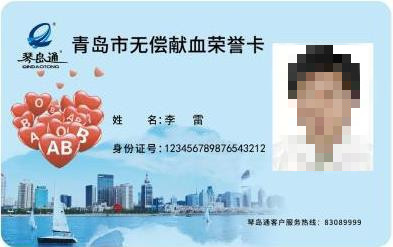 青岛市无偿献血荣誉卡
琴岛通
QINDAOTONG
O B
A B O
AB
姓 名:李 雷
身份证号:123456789876543212
琴岛通客户服务热线:83089999